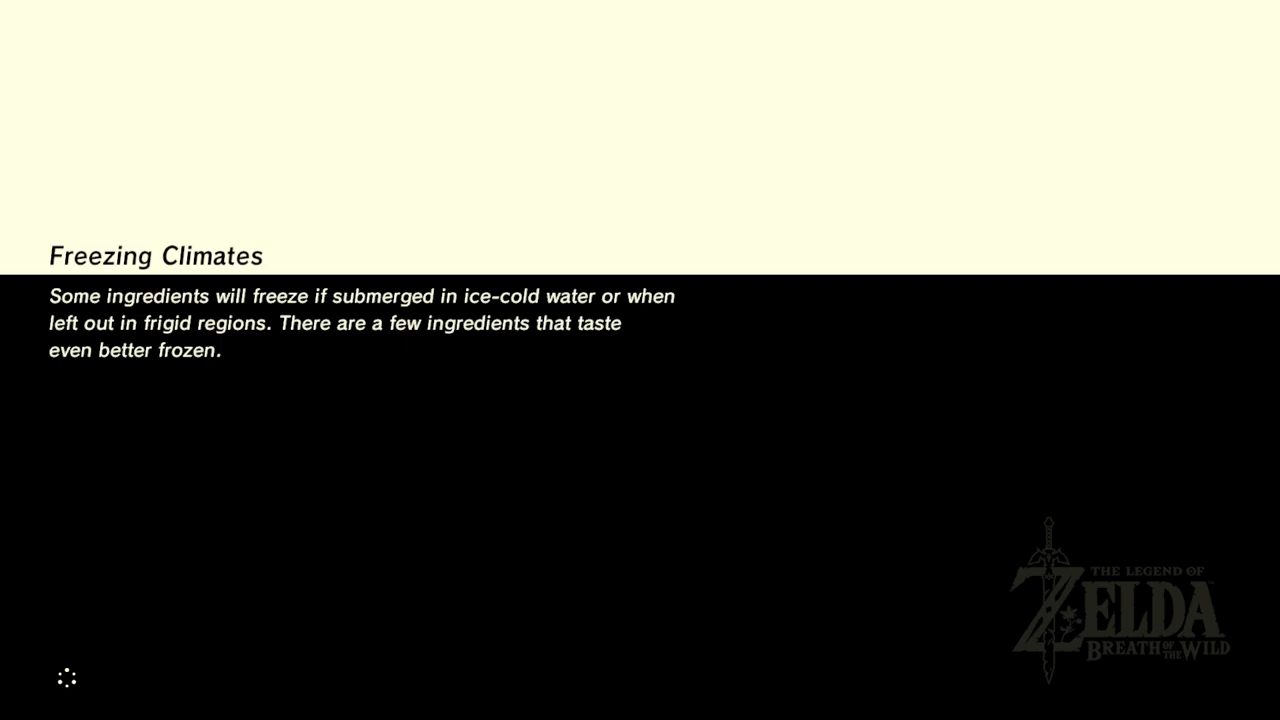 Freezing Climates
Some ingredients will freeze if submerged in ice-cold water or when
left out in frigid regions. There are a few ingredients that taste
even better frozen.
THE LEGEND OF
ZELDA
BREATH OF THE WILD